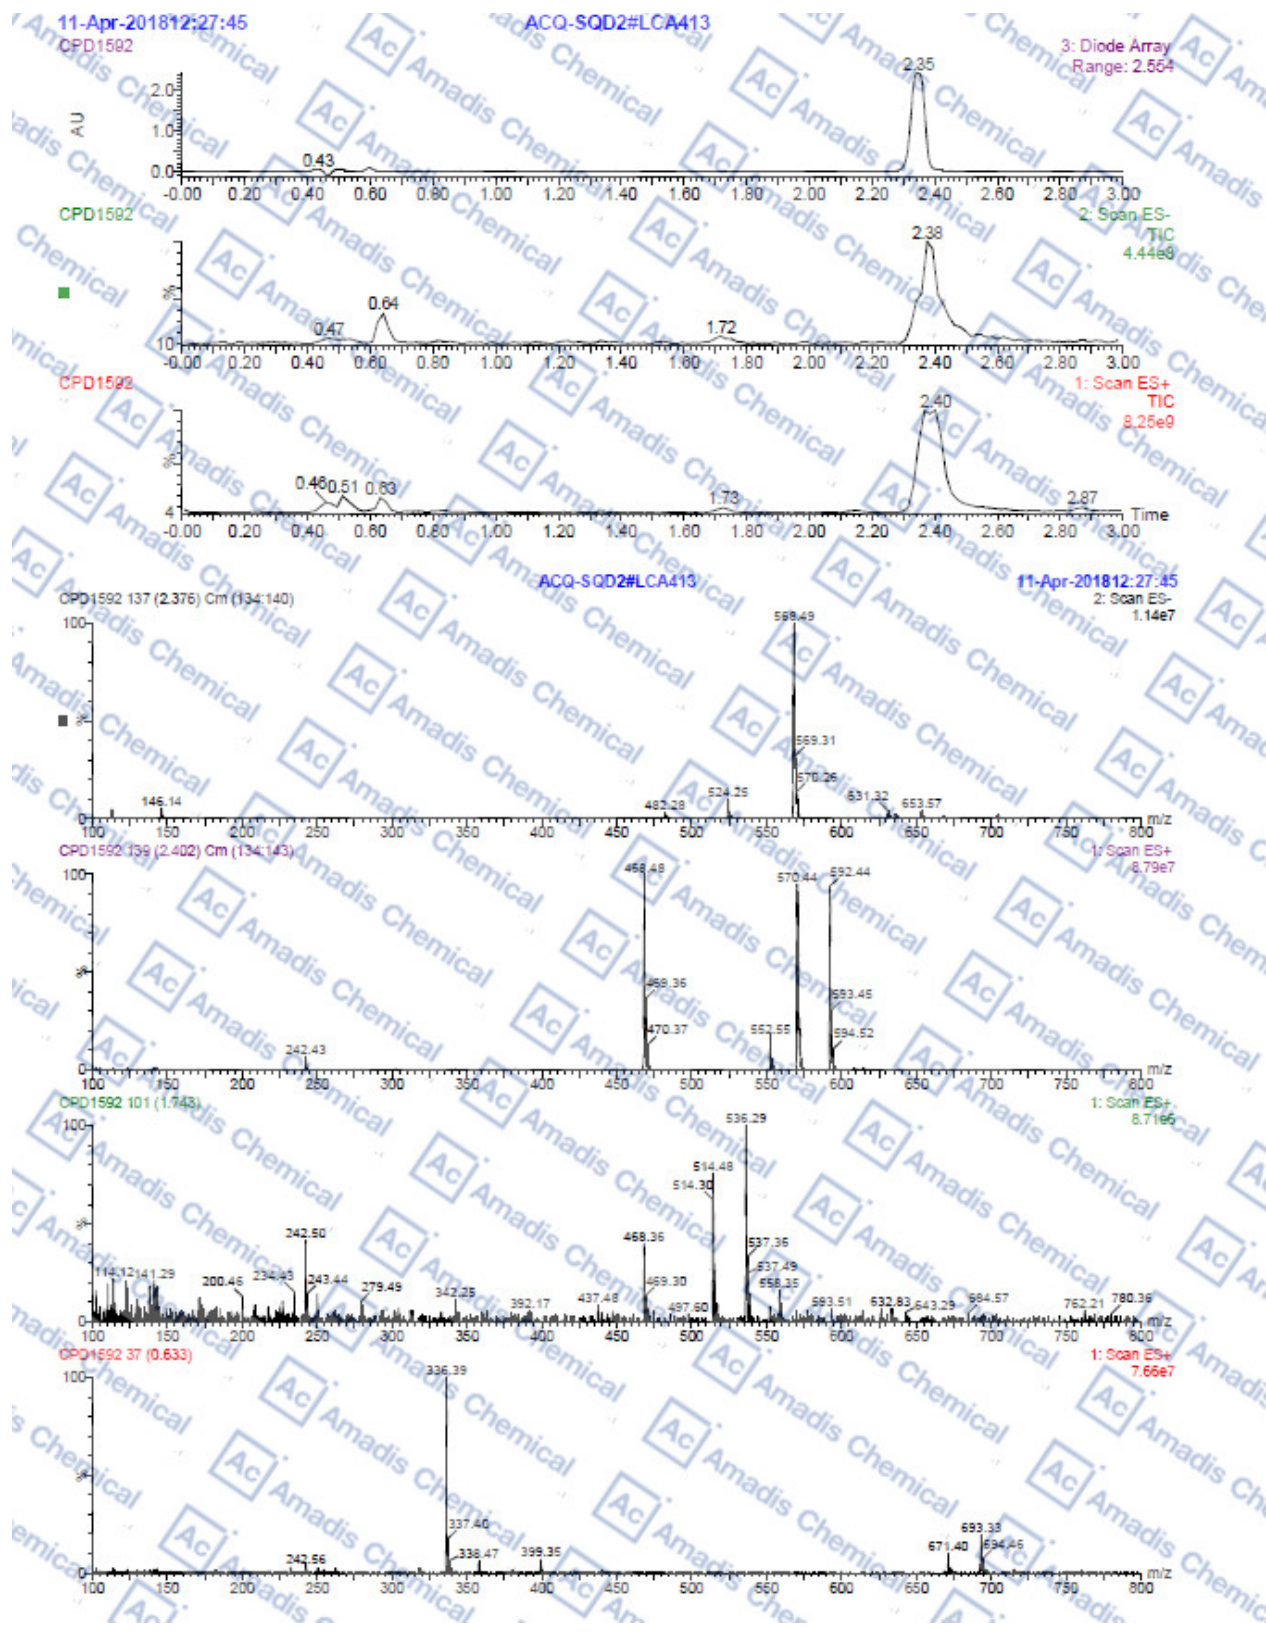 11-Apr-201812:27:45 ACQ-SQD2#LCA413
CPD1592 3: Diode Array
Range: 2.554
2.35
2.0
AU
1.0
0.43
0.0
-0.00 0.20 0.40 0.60 0.80 1.00 1.20 1.40 1.60 1.80 2.00 2.20 2.40 2.60 2.80 3.00
CPD1592 2: Scan ES-
TIC
4.44e8
2.38
%
0.64
0.47 1.72
10
-0.00 0.20 0.40 0.60 0.80 1.00 1.20 1.40 1.60 1.80 2.00 2.20 2.40 2.60 2.80 3.00
CPD1592 1: Scan ES+
TIC
8.25e9
2.40
%
0.46 0.51 0.63 1.73 2.87
4 Time
-0.00 0.20 0.40 0.60 0.80 1.00 1.20 1.40 1.60 1.80 2.00 2.20 2.40 2.60 2.80 3.00
ACQ-SQD2#LCA413 11-Apr-201812:27:45
CPD1592 137 (2.376) Cm (134:140) 2: Scan ES-
1.14e7
100 568.49
%
569.31
570.26
146.14 482.28 524.25 631.32 653.57
0 m/z
100 150 200 250 300 350 400 450 500 550 600 650 700 750 800
CPD1592 139 (2.402) Cm (134:143) 1: Scan ES+
8.79e7
100 468.48 570.44 592.44
%
469.36 593.45
470.37 552.55 594.52
242.43
0 m/z
100 150 200 250 300 350 400 450 500 550 600 650 700 750 800
CPD1592 101 (1.743) 1: Scan ES+
8.71e6
100 536.29
514.48
514.30
%
242.50 468.36 537.36
537.49
114.12 141.29 200.46 234.43 243.44 279.49 342.25 392.17 437.48 469.30 497.60 558.35 593.51 632.83 643.29 684.57 762.21 780.36
0 m/z
100 150 200 250 300 350 400 450 500 550 600 650 700 750 800
CPD1592 37 (0.633) 1: Scan ES+
7.66e7
100 336.39
%
337.40 693.33
242.56 338.47 399.35 671.40 694.46
0 m/z
100 150 200 250 300 350 400 450 500 550 600 650 700 750 800
Ac Amadis Chemical